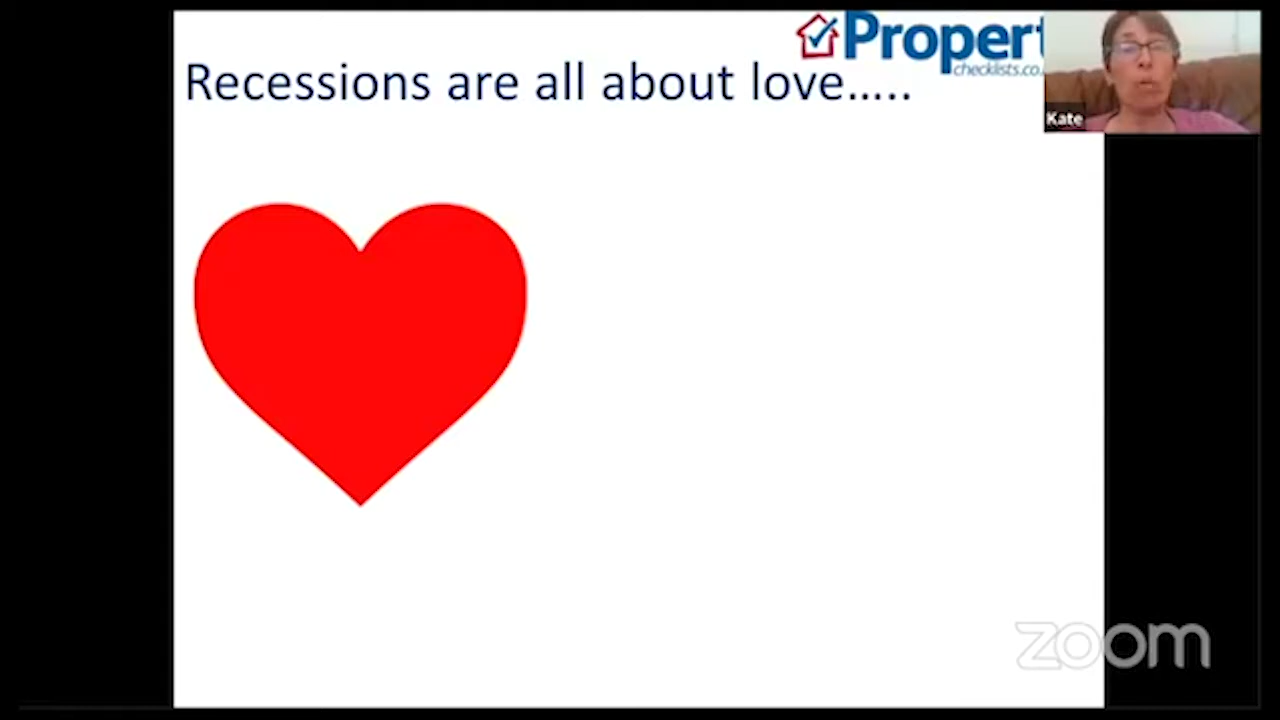 Propert
checklists.co.
Recessions are all about love.....
Kate
zoom